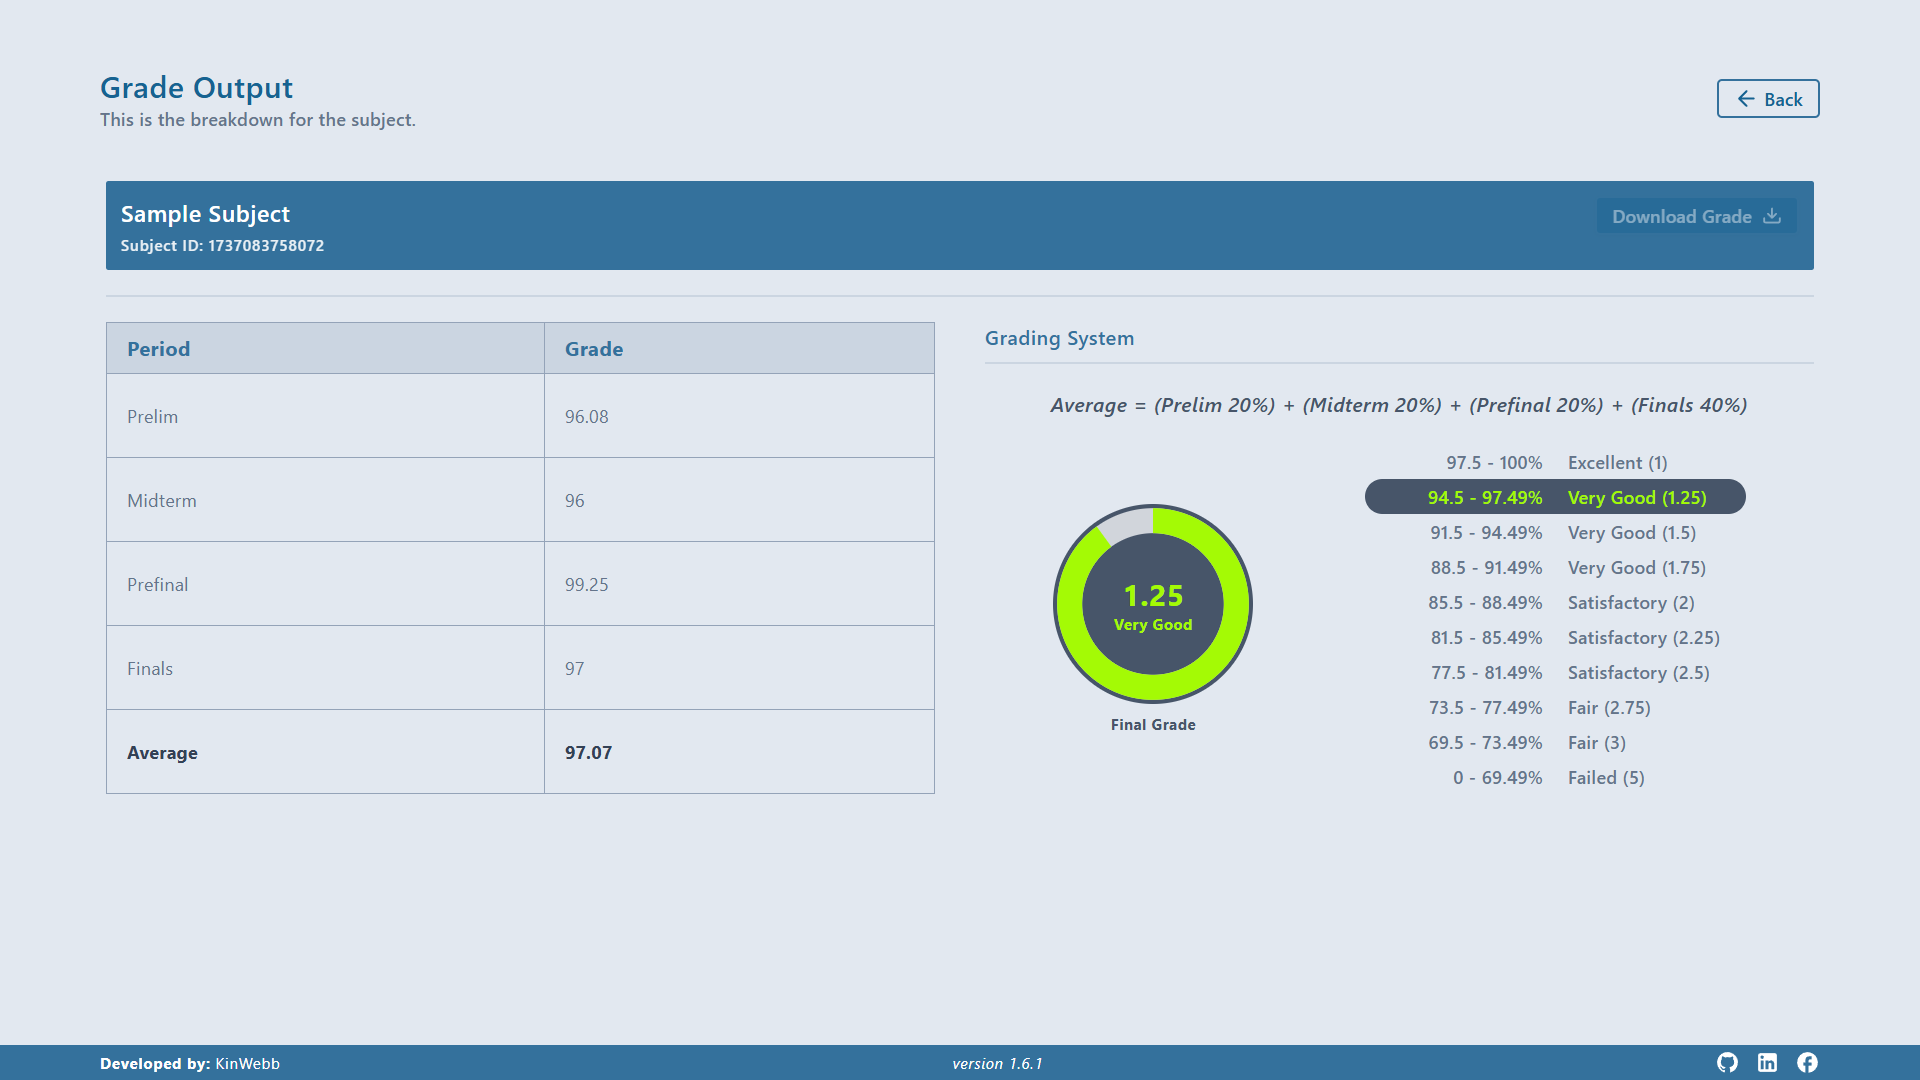 Grade Output
This is the breakdown for the subject.
Back
Sample Subject
Subject ID: 1737083758072
Download Grade
Period Grade
Prelim 96.08
Midterm 96
Prefinal 99.25
Finals 97
Average 97.07
Grading System
Average = (Prelim 20%) + (Midterm 20%) + (Prefinal 20%) + (Finals 40%)
1.25
Very Good
Final Grade
97.5 - 100% Excellent (1)
94.5 - 97.49% Very Good (1.25)
91.5 - 94.49% Very Good (1.5)
88.5 - 91.49% Very Good (1.75)
85.5 - 88.49% Satisfactory (2)
81.5 - 85.49% Satisfactory (2.25)
77.5 - 81.49% Satisfactory (2.5)
73.5 - 77.49% Fair (2.75)
69.5 - 73.49% Fair (3)
0 - 69.49% Failed (5)
Developed by: KinWebb
version 1.6.1